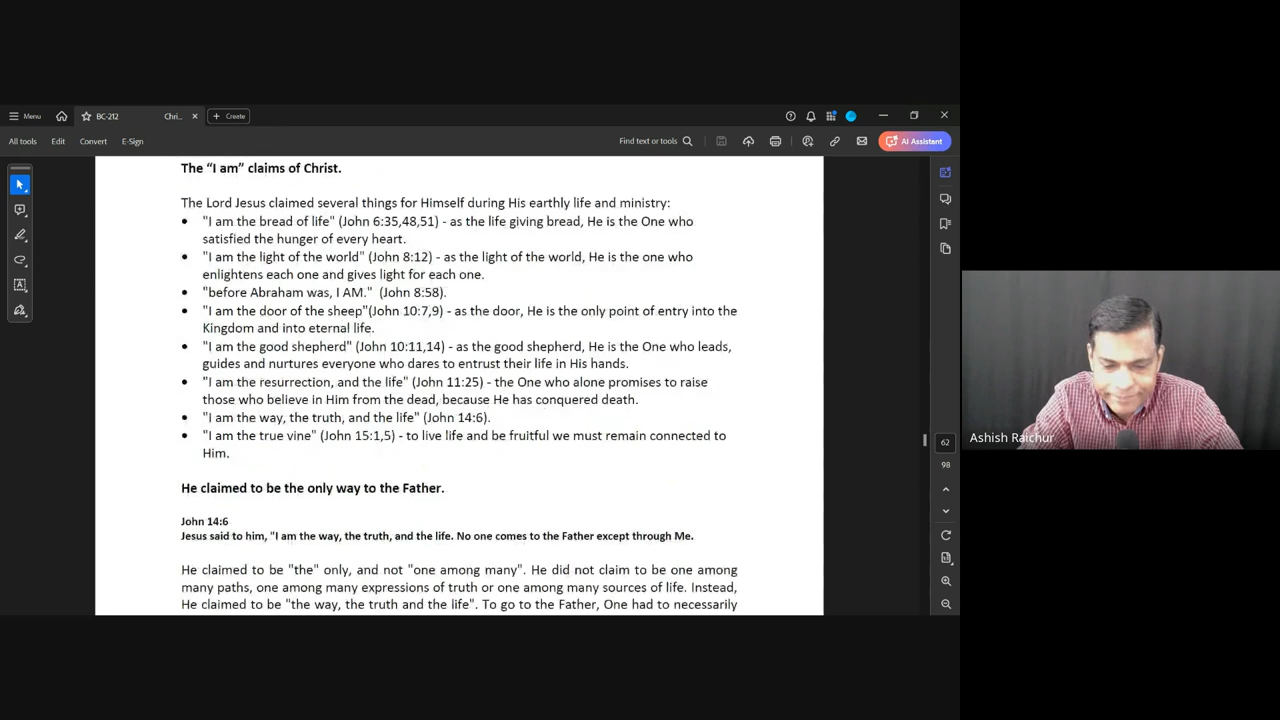 Menu
BC-212
Chri...
Create
All tools
Edit
Convert
E-Sign
Find text or tools
AI Assistant
The “I am” claims of Christ.
The Lord Jesus claimed several things for Himself during His earthly life and ministry:
• "I am the bread of life" (John 6:35,48,51) - as the life giving bread, He is the One who
satisfied the hunger of every heart.
• "I am the light of the world" (John 8:12) - as the light of the world, He is the one who
enlightens each one and gives light for each one.
• "before Abraham was, I AM." (John 8:58).
• "I am the door of the sheep"(John 10:7,9) - as the door, He is the only point of entry into the
Kingdom and into eternal life.
• "I am the good shepherd" (John 10:11,14) - as the good shepherd, He is the One who leads,
guides and nurtures everyone who dares to entrust their life in His hands.
• "I am the resurrection, and the life" (John 11:25) - the One who alone promises to raise
those who believe in Him from the dead, because He has conquered death.
• "I am the way, the truth, and the life" (John 14:6).
• "I am the true vine" (John 15:1,5) - to live life and be fruitful we must remain connected to
Him.
He claimed to be the only way to the Father.
John 14:6
Jesus said to him, "I am the way, the truth, and the life. No one comes to the Father except through Me.
He claimed to be "the" only, and not "one among many". He did not claim to be one among
many paths, one among many expressions of truth or one among many sources of life. Instead,
He claimed to be "the way, the truth and the life". To go to the Father, One had to necessarily
62
98
Ashish Raichur